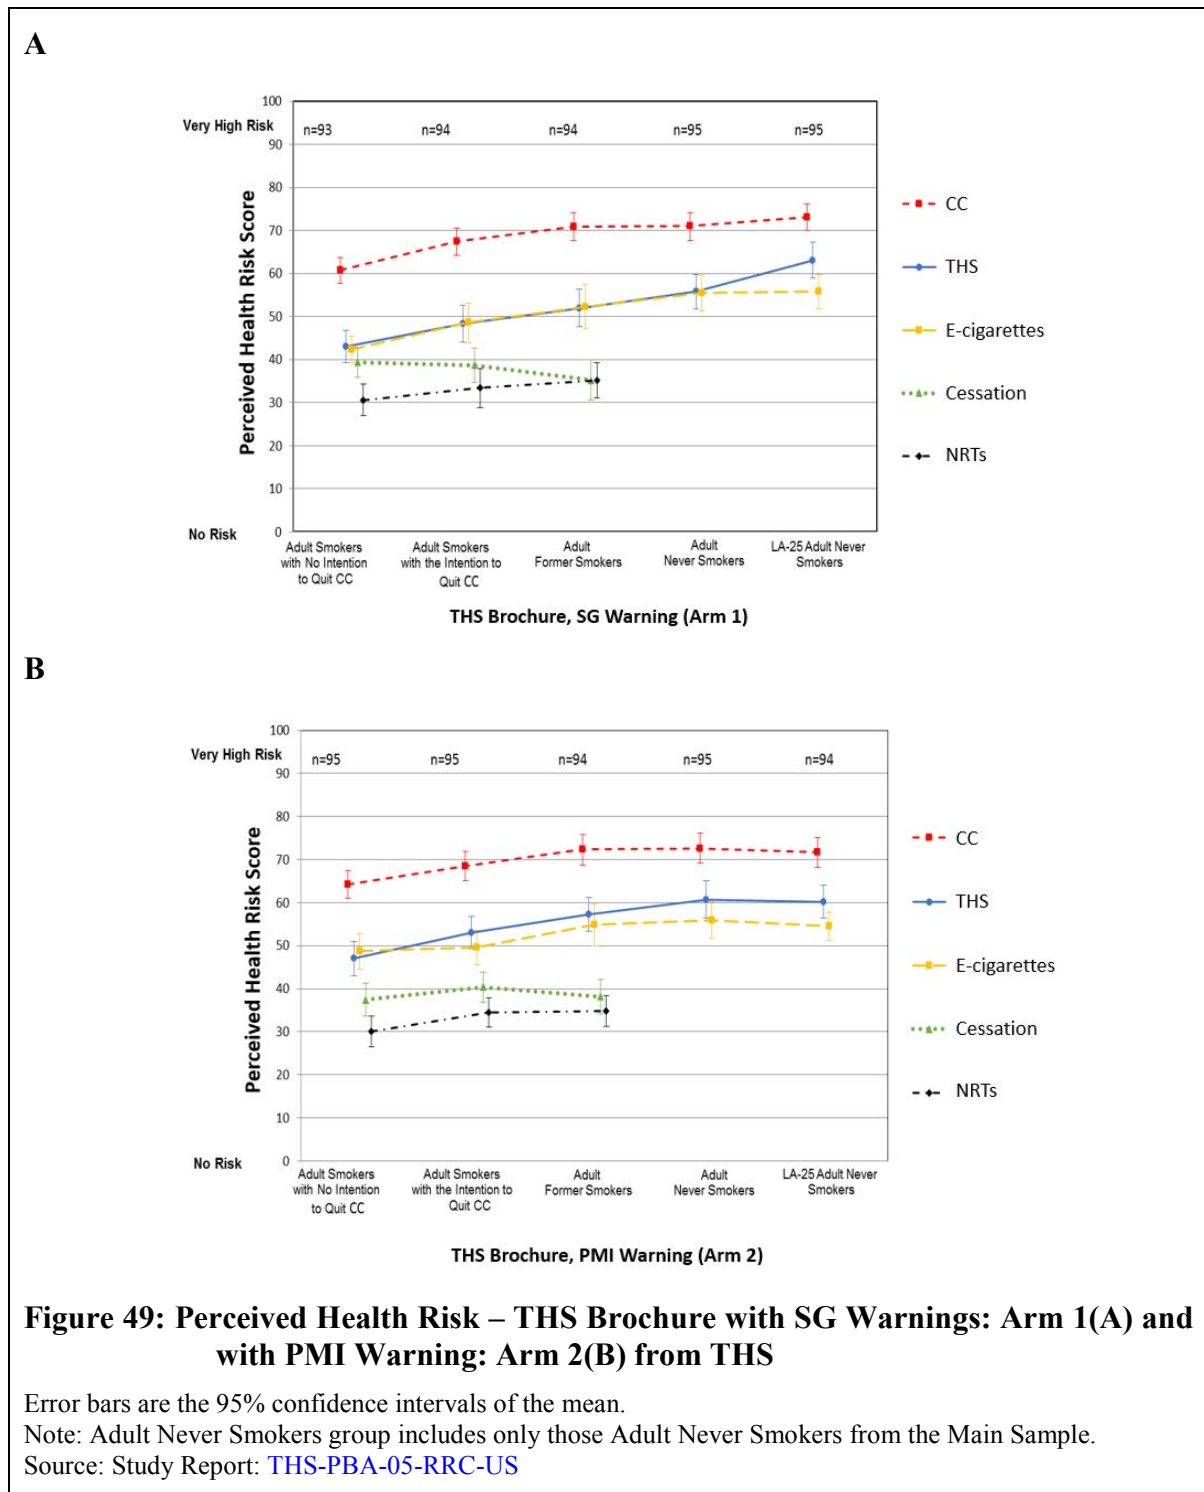 A
100
Very High Risk
n=93
n=94
n=94
n=95
n=95
90
80
70
60
50
40
30
20
10
0
No Risk
Perceived Health Risk Score
CC
THS
E-cigarettes
Cessation
NRTs
Adult Smokers
with No Intention
to Quit CC
Adult Smokers
with the Intention to
Quit CC
Adult
Former Smokers
Adult
Never Smokers
LA-25 Adult Never
Smokers
THS Brochure, SG Warning (Arm 1)
B
100
Very High Risk
n=95
n=95
n=94
n=95
n=94
90
80
70
60
50
40
30
20
10
0
No Risk
Perceived Health Risk Score
CC
THS
E-cigarettes
Cessation
NRTs
Adult Smokers
with No Intention
to Quit CC
Adult Smokers
with the Intention to
Quit CC
Adult
Former Smokers
Adult
Never Smokers
LA-25 Adult Never
Smokers
THS Brochure, PMI Warning (Arm 2)
Figure 49: Perceived Health Risk – THS Brochure with SG Warnings: Arm 1(A) and
with PMI Warning: Arm 2(B) from THS
Error bars are the 95% confidence intervals of the mean.
Note: Adult Never Smokers group includes only those Adult Never Smokers from the Main Sample.
Source: Study Report: THS-PBA-05-RRC-US